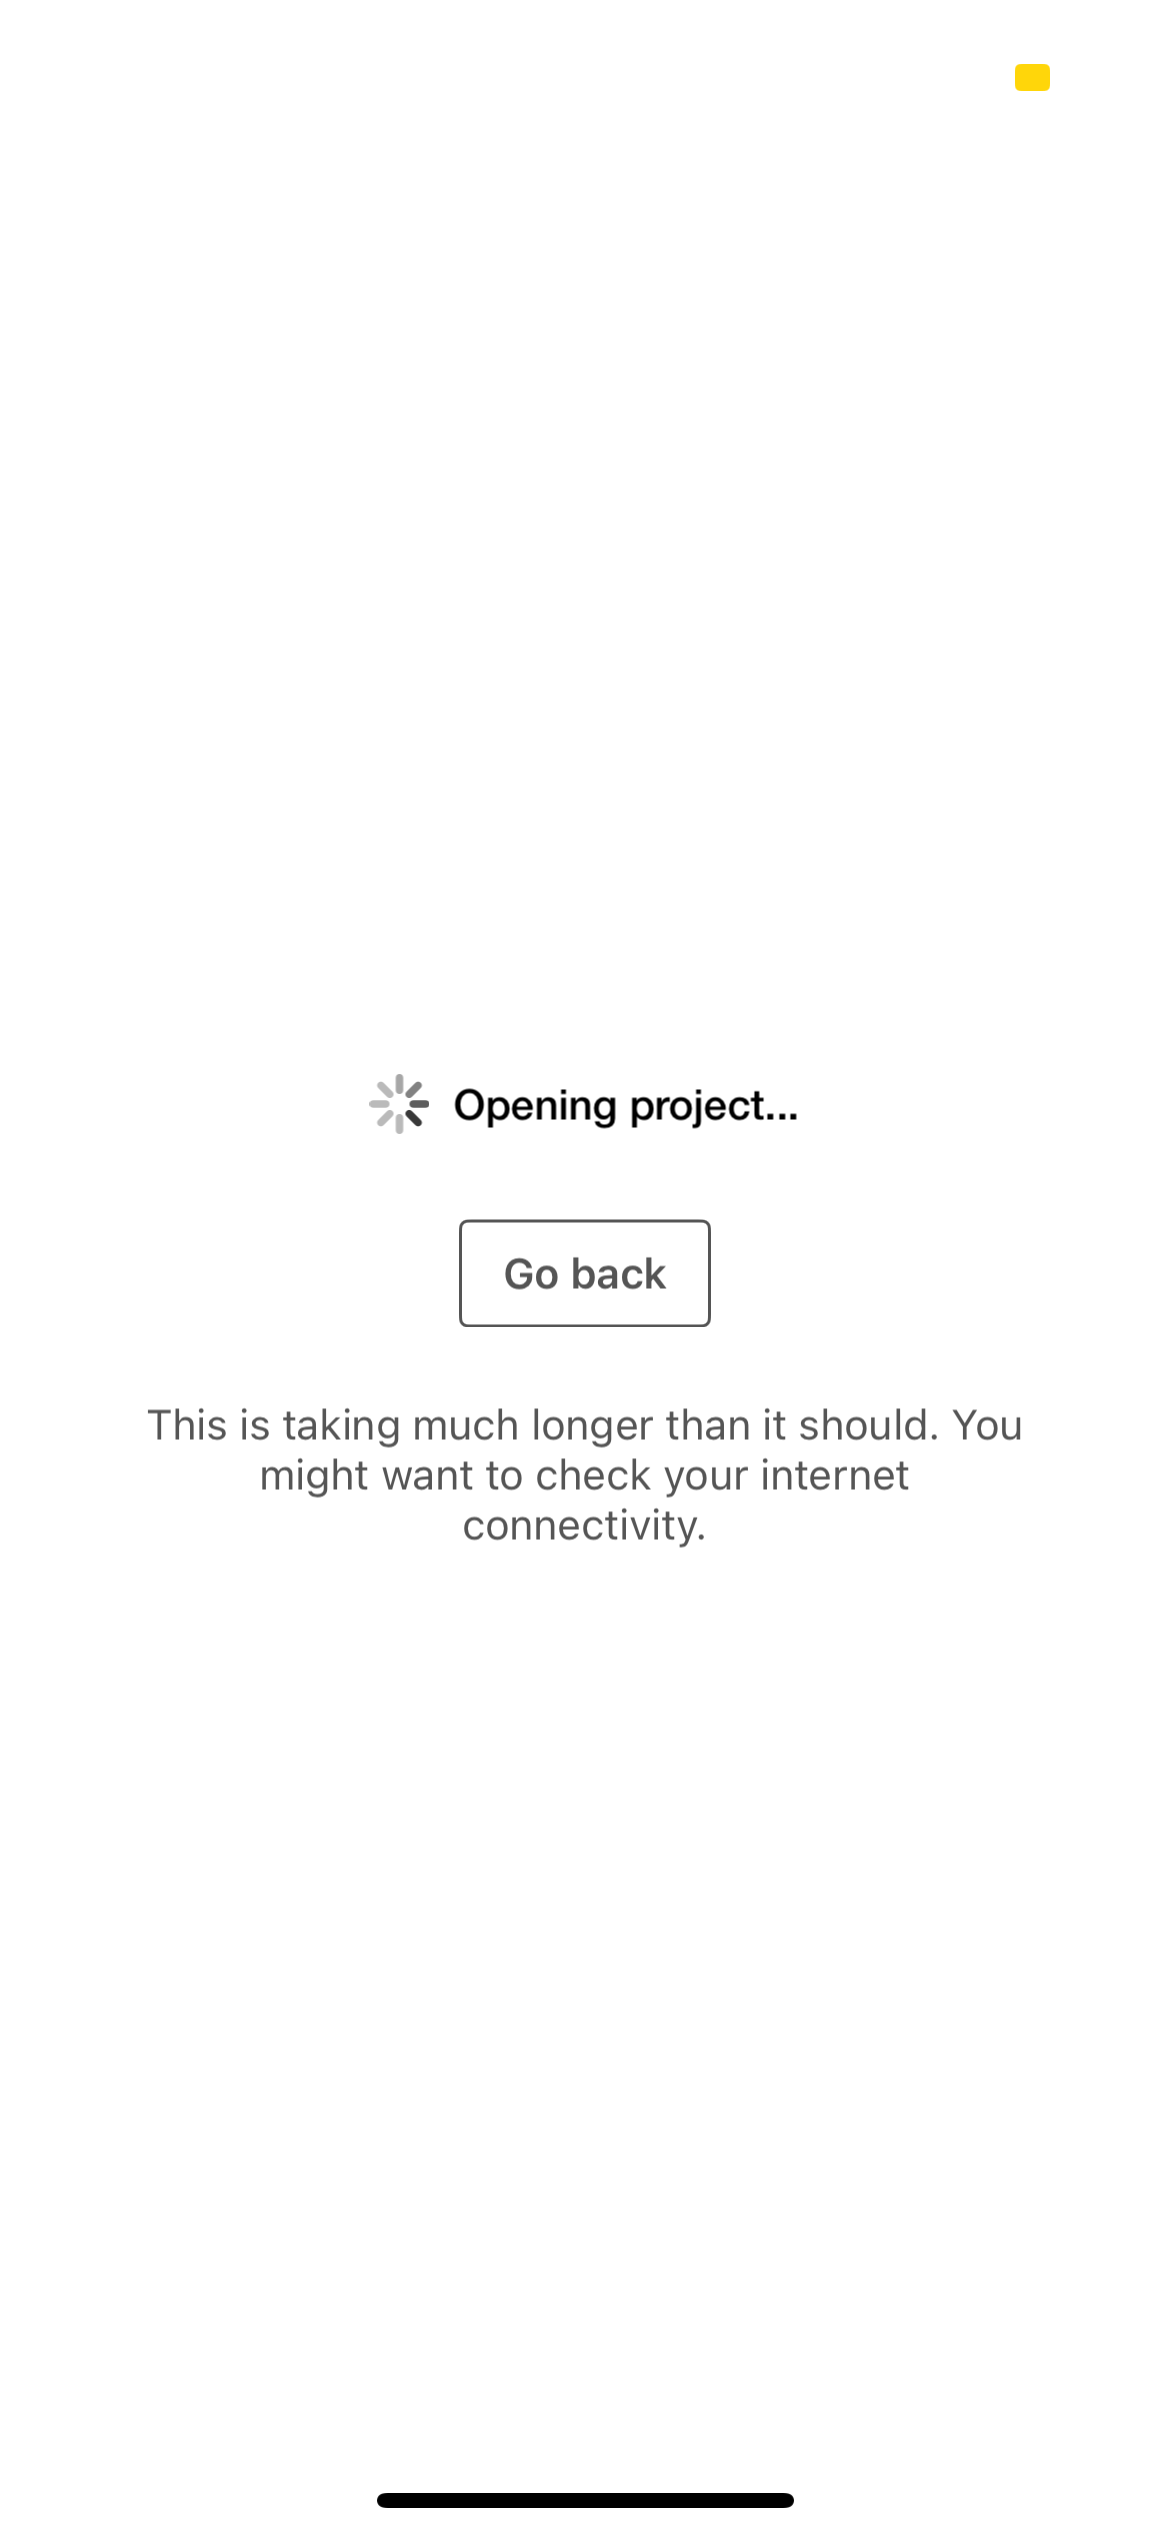 Opening project...
Go back
This is taking much longer than it should. You
might want to check your internet
connectivity.